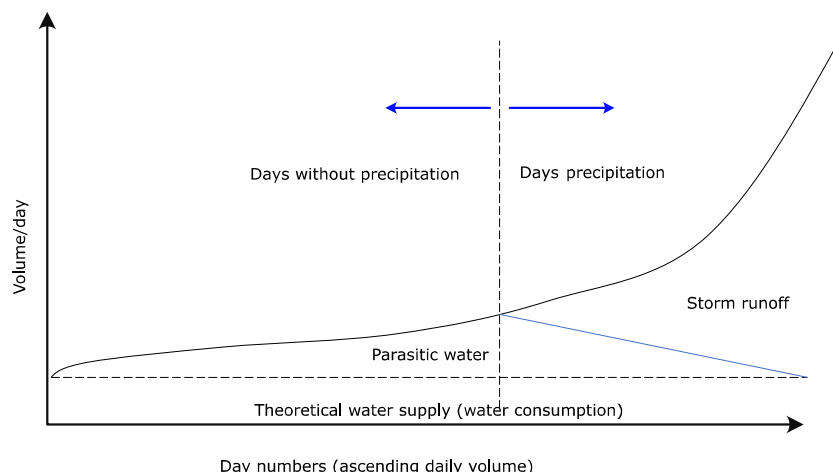 Days without precipitation
Days precipitation
Volume/day
Storm runoff
Parasitic water
Theoretical water supply (water consumption)
Day numbers (ascending daily volume)